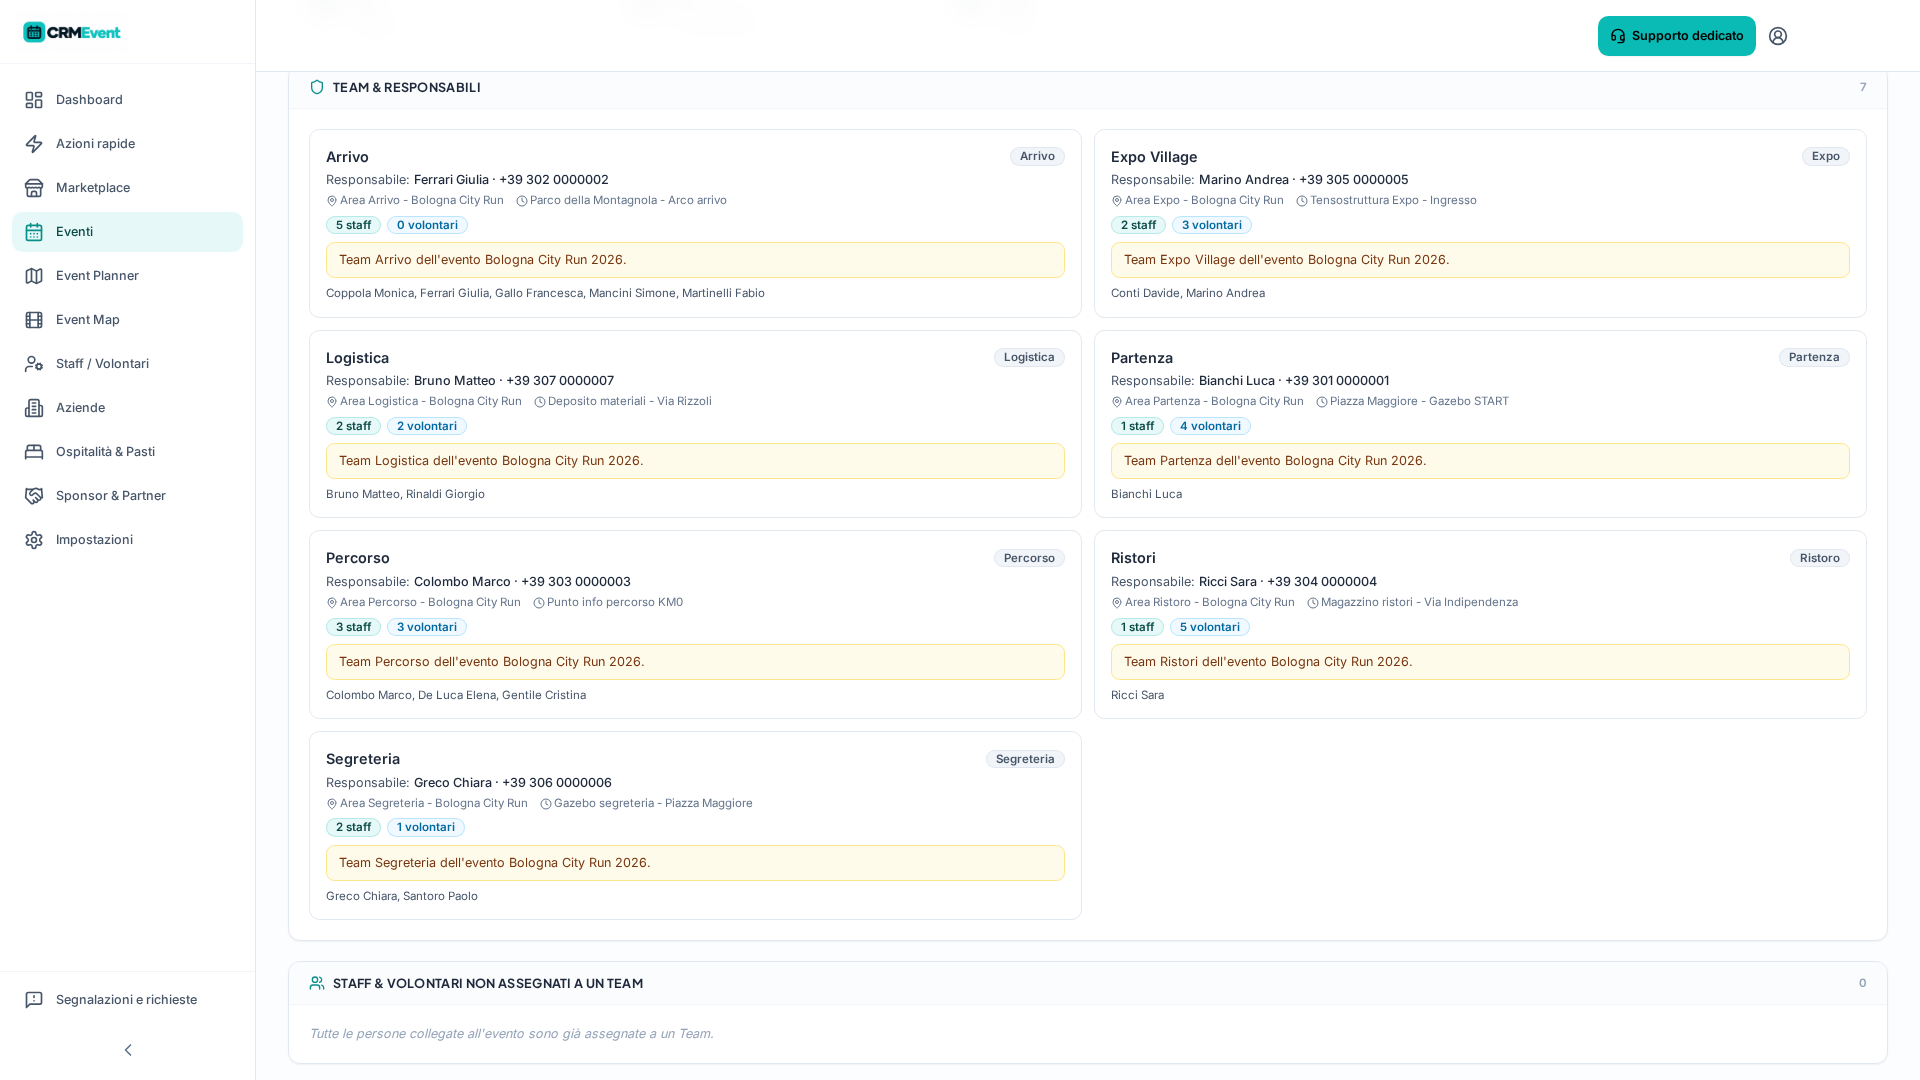 CRMEvent
Supporto dedicato
Dashboard
Azioni rapide
Marketplace
Eventi
Event Planner
Event Map
Staff / Volontari
Aziende
Ospitalità & Pasti
Sponsor & Partner
Impostazioni
Segnalazioni e richieste
TEAM & RESPONSABILI
7
Arrivo
Arrivo
Responsabile: Ferrari Giulia · +39 302 0000002
Area Arrivo - Bologna City Run Parco della Montagnola - Arco arrivo
5 staff 0 volontari
Team Arrivo dell'evento Bologna City Run 2026.
Coppola Monica, Ferrari Giulia, Gallo Francesca, Mancini Simone, Martinelli Fabio
Expo Village
Expo
Responsabile: Marino Andrea · +39 305 0000005
Area Expo - Bologna City Run Tensostruttura Expo - Ingresso
2 staff 3 volontari
Team Expo Village dell'evento Bologna City Run 2026.
Conti Davide, Marino Andrea
Logistica
Logistica
Responsabile: Bruno Matteo · +39 307 0000007
Area Logistica - Bologna City Run Deposito materiali - Via Rizzoli
2 staff 2 volontari
Team Logistica dell'evento Bologna City Run 2026.
Bruno Matteo, Rinaldi Giorgio
Partenza
Partenza
Responsabile: Bianchi Luca · +39 301 0000001
Area Partenza - Bologna City Run Piazza Maggiore - Gazebo START
1 staff 4 volontari
Team Partenza dell'evento Bologna City Run 2026.
Bianchi Luca
Percorso
Percorso
Responsabile: Colombo Marco · +39 303 0000003
Area Percorso - Bologna City Run Punto info percorso KM0
3 staff 3 volontari
Team Percorso dell'evento Bologna City Run 2026.
Colombo Marco, De Luca Elena, Gentile Cristina
Ristori
Ristoro
Responsabile: Ricci Sara · +39 304 0000004
Area Ristoro - Bologna City Run Magazzino ristori - Via Indipendenza
1 staff 5 volontari
Team Ristori dell'evento Bologna City Run 2026.
Ricci Sara
Segreteria
Segreteria
Responsabile: Greco Chiara · +39 306 0000006
Area Segreteria - Bologna City Run Gazebo segreteria - Piazza Maggiore
2 staff 1 volontari
Team Segreteria dell'evento Bologna City Run 2026.
Greco Chiara, Santoro Paolo
STAFF & VOLONTARI NON ASSEGNATI A UN TEAM
0
Tutte le persone collegate all'evento sono già assegnate a un Team.